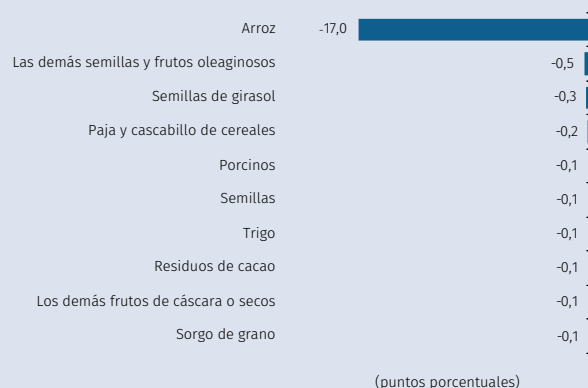 Arroz -17,0
Las demás semillas y frutos oleaginosos -0,5
Semillas de girasol -0,3
Paja y cascabillo de cereales -0,2
Porcinos -0,1
Semillas -0,1
Trigo -0,1
Residuos de cacao -0,1
Los demás frutos de cáscara o secos -0,1
Sorgo de grano -0,1
(puntos porcentuales)